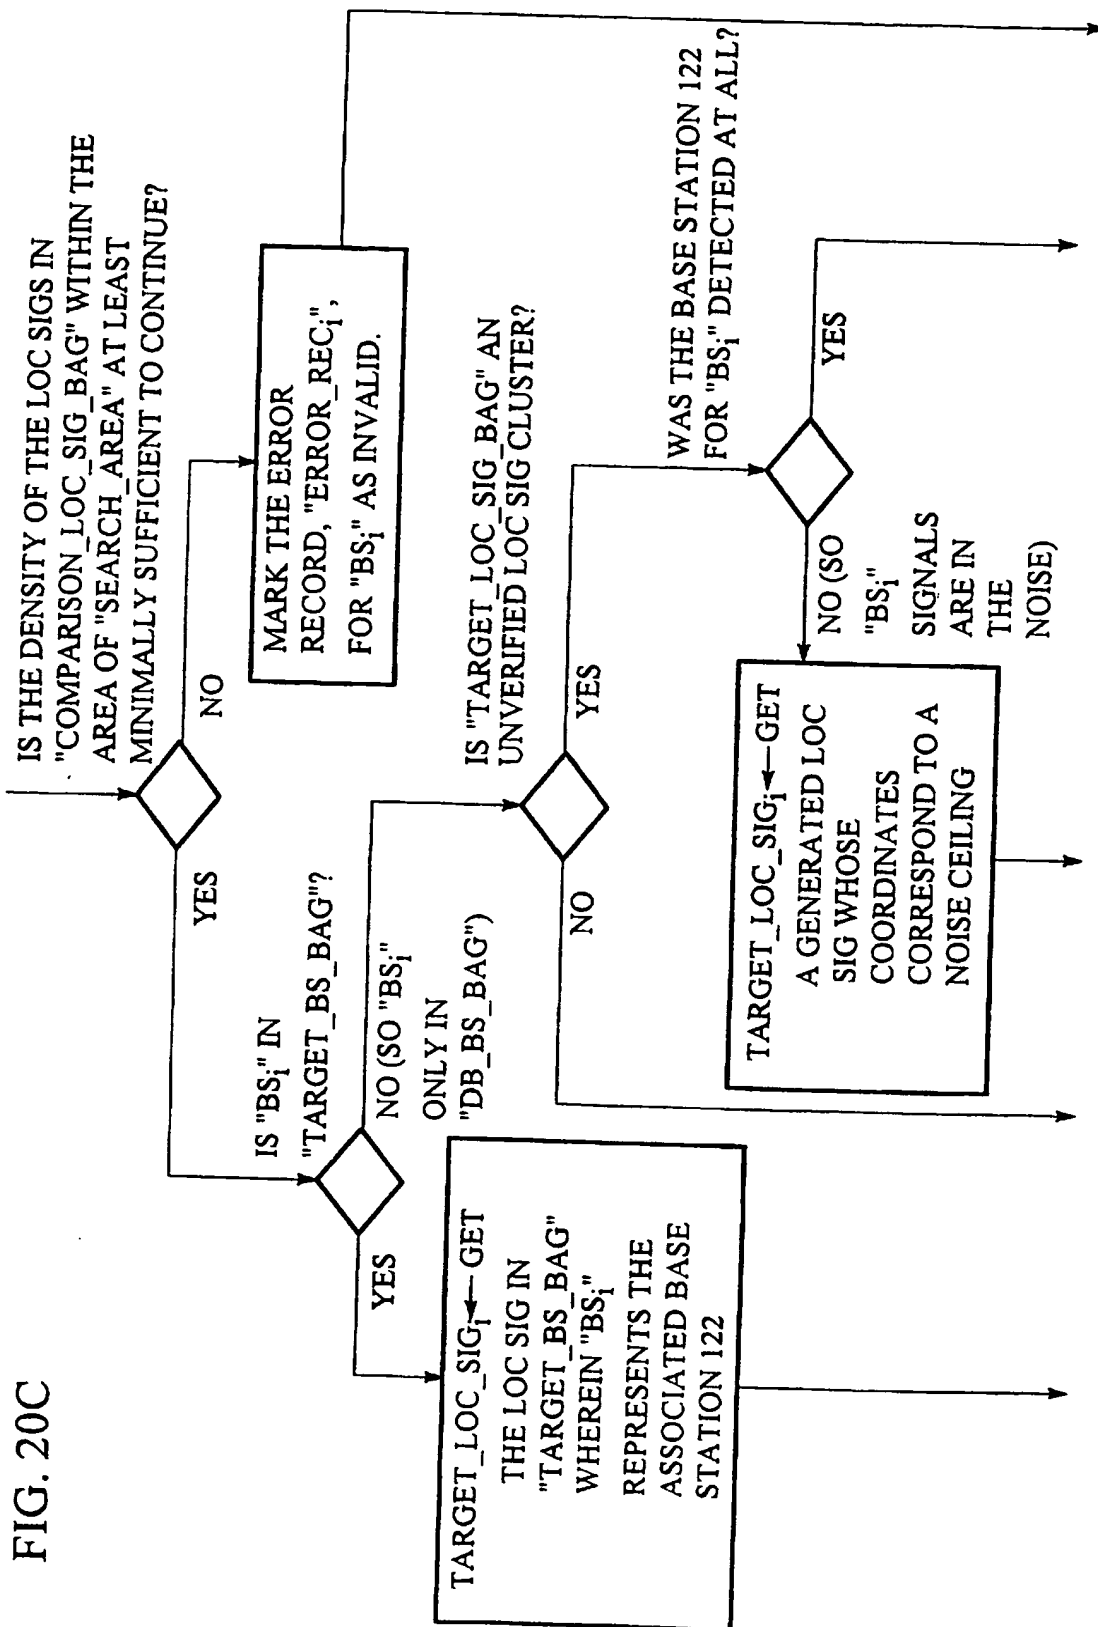 FIG. 20C
IS THE DENSITY OF THE LOC SIGS IN
"COMPARISON_LOC_SIG_BAG" WITHIN THE
AREA OF "SEARCH_AREA" AT LEAST
MINIMALLY SUFFICIENT TO CONTINUE?
YES
NO
MARK THE ERROR
RECORD, "ERROR_RECi",
FOR "BSi" AS INVALID.
IS "BSi" IN
"TARGET_BS_BAG"?
YES
NO (SO "BSi"
ONLY IN
"DB_BS_BAG")
IS "TARGET_LOC_SIG_BAG" AN
UNVERIFIED LOC SIG CLUSTER?
NO
YES
WAS THE BASE STATION 122
FOR "BSi" DETECTED AT ALL?
NO (SO
"BSi"
SIGNALS
ARE IN
THE
NOISE)
YES
TARGET_LOC_SIGi←GET
THE LOC SIG IN
"TARGET_BS_BAG"
WHEREIN "BSi"
REPRESENTS THE
ASSOCIATED BASE
STATION 122
TARGET_LOC_SIGi←GET
A GENERATED LOC
SIG WHOSE
COORDINATES
CORRESPOND TO A
NOISE CEILING